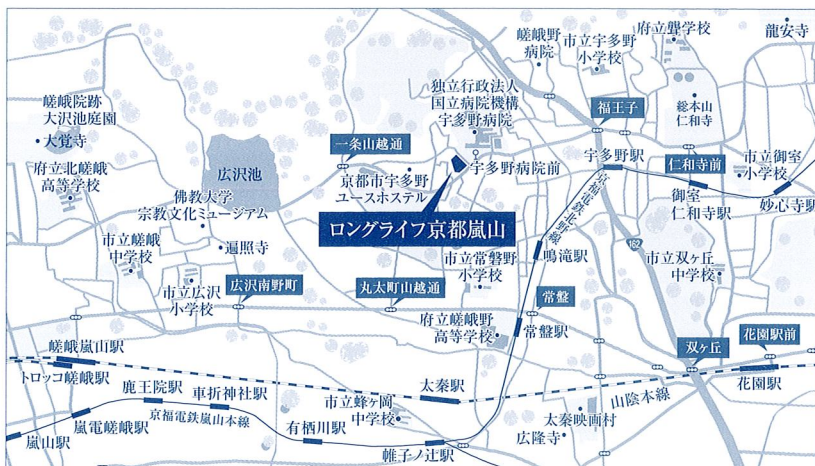 嵯峨野
病院
市立宇多野
小学校
府立聾学校
龍安寺
独立行政法人
国立病院機構
宇多野病院
福王子
総本山
仁和寺
嵯峨院跡
大沢池庭園
大覚寺
府立北嵯峨
高等学校
広沢池
一条山越通
京都市宇多野
ユースホステル
宇多野病院前
宇多野駅
仁和寺前
市立御室
小学校
御室
仁和寺駅
妙心寺駅
佛教大学
宗教文化ミュージアム
ロングライフ京都嵐山
京福電鉄北野線
遍照寺
市立嵯峨
中学校
市立広沢
小学校
広沢南野町
丸太町山越通
市立常磐野
小学校
鳴滝駅
162
市立双ヶ丘
中学校
常盤
府立嵯峨野
高等学校
常盤駅
双ヶ丘
花園駅前
嵯峨嵐山駅
トロッコ嵯峨駅
鹿王院駅
車折神社駅
太秦駅
山陰本線
花園駅
京福電鉄嵐山本線
市立蜂ヶ岡
中学校
太秦映画村
広隆寺
嵐山駅
嵐電嵯峨駅
有栖川駅
帷子ノ辻駅